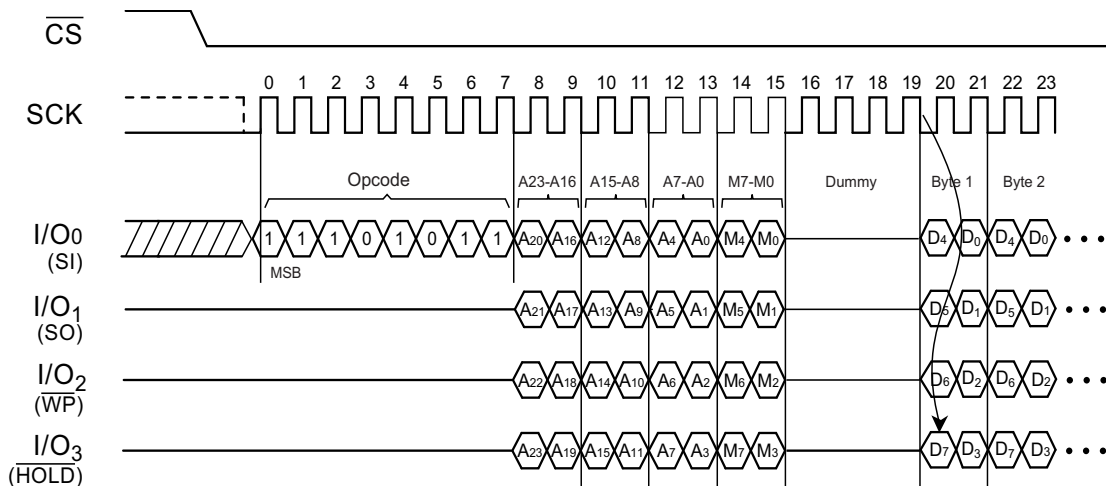 CS
0 1 2 3 4 5 6 7 8 9 10 11 12 13 14 15 16 17 18 19 20 21 22 23
SCK
Opcode A23-A16 A15-A8 A7-A0 M7-M0 Dummy Byte 1 Byte 2
I/O0 1 1 1 0 1 0 1 1 A20 A16 A12 A8 A4 A0 M4 M0 D4 D0 D4 D0
(SI)
MSB
I/O1 A21 A17 A13 A9 A5 A1 M5 M1 D5 D1 D5 D1
(SO)
I/O2 A22 A18 A14 A10 A6 A2 M6 M2 D6 D2 D6 D2
(WP)
I/O3 A23 A19 A15 A11 A7 A3 M7 M3 D7 D3 D7 D3
(HOLD)